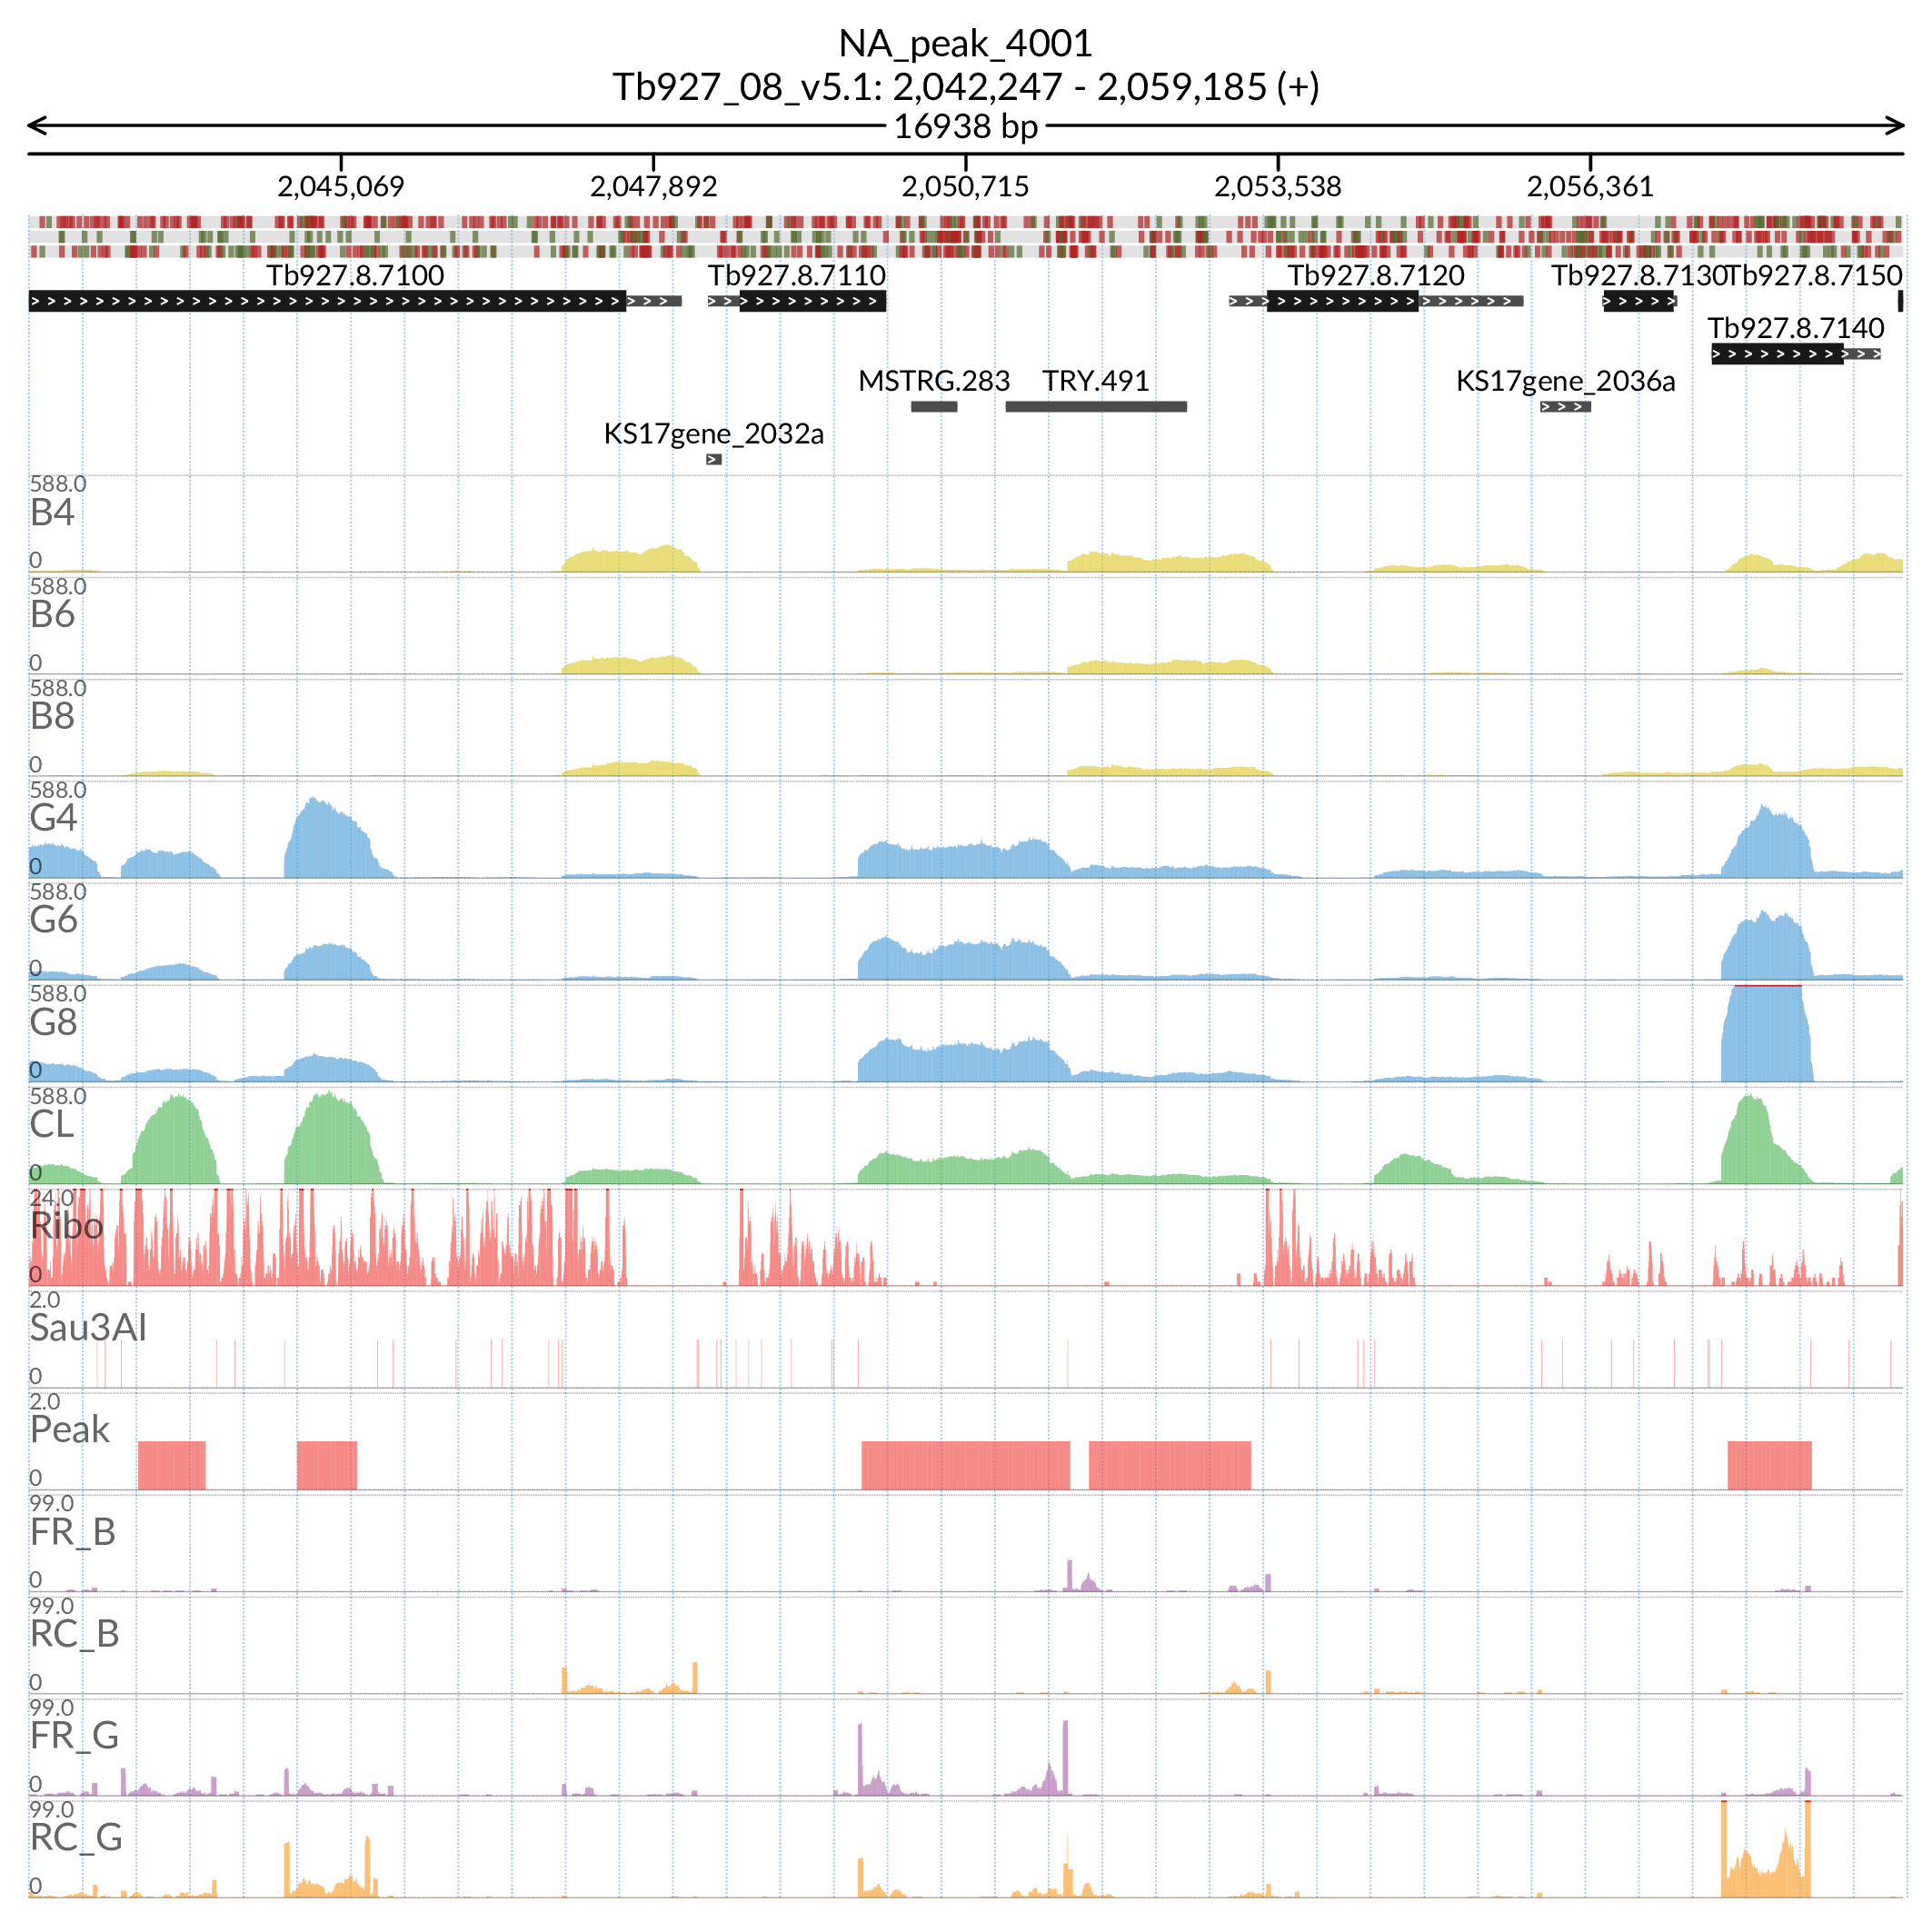 NA_peak_4001
Tb927_08_v5.1: 2,042,247 - 2,059,185 (+)
16938 bp
2,045,069 2,047,892 2,050,715 2,053,538 2,056,361
Tb927.8.7100 Tb927.8.7110 Tb927.8.7120 Tb927.8.7130 Tb927.8.7150
Tb927.8.7140
MSTRG.283 TRY.491 KS17gene_2036a
KS17gene_2032a
588.0
B4
0
588.0
B6
0
588.0
B8
0
588.0
G4
0
588.0
G6
0
588.0
G8
0
588.0
CL
0
24.0
Ribo
0
2.0
Sau3AI
0
2.0
Peak
0
99.0
FR_B
0
99.0
RC_B
0
99.0
FR_G
0
99.0
RC_G
0